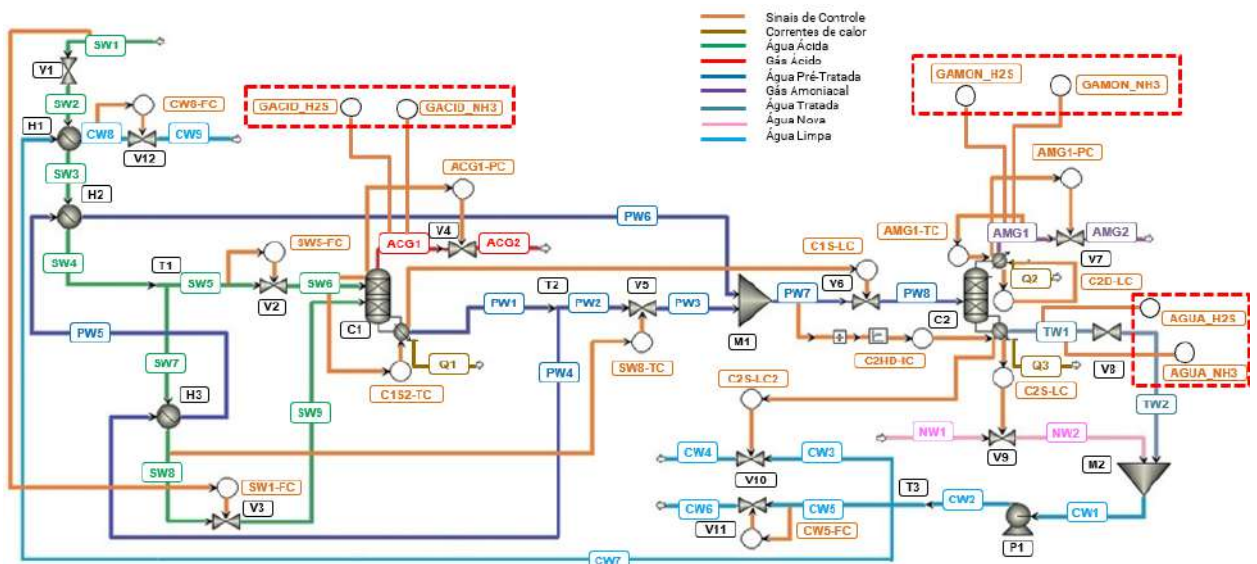 Sinais de Controle
Correntes de calor
Água Ácida
Gás Ácido
Água Pré-Tratada
Gás Amoniacal
Água Tratada
Água Nova
Água Limpa
SW1
V1
SW2
CW8-FC
H1
CW8
CW9
V12
SW3
H2
GACID_H2S
GACID_NH3
GAMON_H2S
GAMON_NH3
ACG1-PC
AMG1-PC
PW6
V4
ACG1
ACG2
SW5-FC
C1S-LC
AMG1-TC
AMG1
AMG2
V7
SW4
T1
SW5
V2
SW6
C1
PW1
T2
PW2
V5
PW3
M1
PW7
V6
PW8
C2
Q2
C2D-LC
AGUA_H2S
TW1
V8
AGUA_NH3
PW5
SW7
H3
Q1
C1S2-TC
PW4
SW8-TC
C2HD-IC
Q3
C2S-LC
C2S-LC2
TW2
SW9
NW1
NW2
V9
M2
SW8
SW1-FC
V3
CW4
V10
CW3
CW6
V11
CW5
CW5-FC
T3
CW2
P1
CW1
CW7